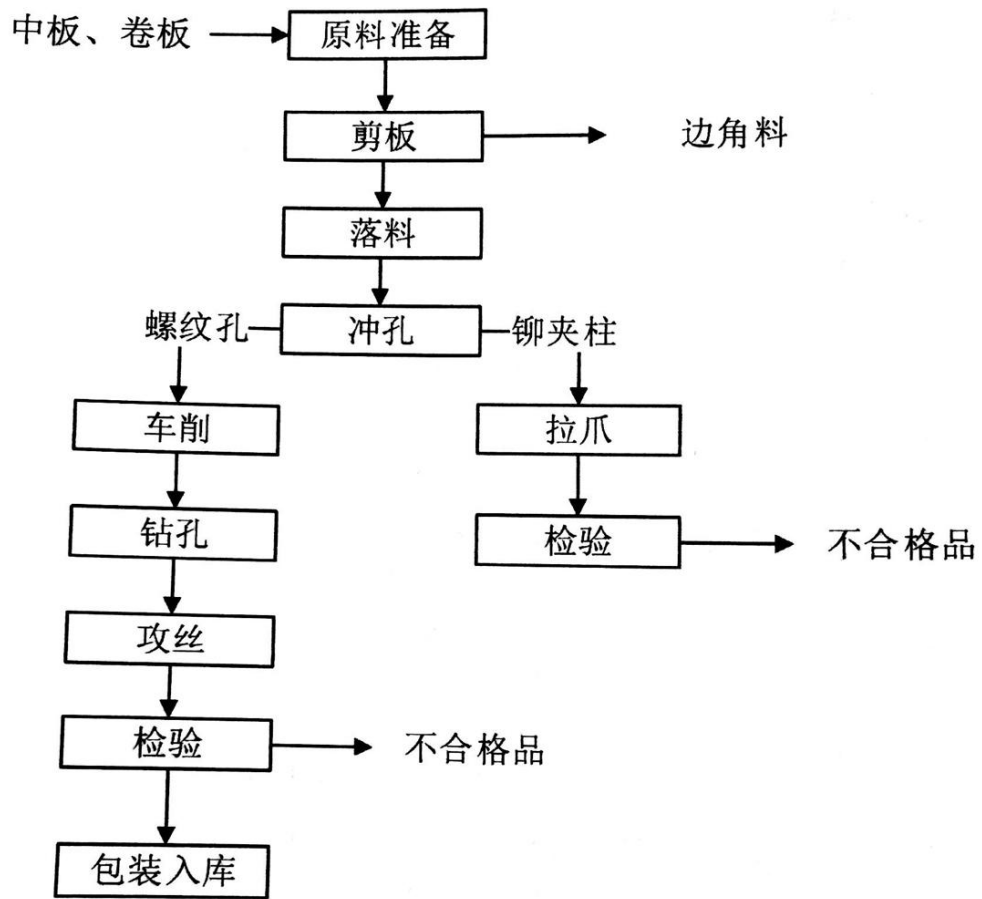 中板、卷板
原料准备
剪板
边角料
落料
螺纹孔
冲孔
铆夹柱
车削
拉爪
钻孔
检验
不合格品
攻丝
检验
不合格品
包装入库